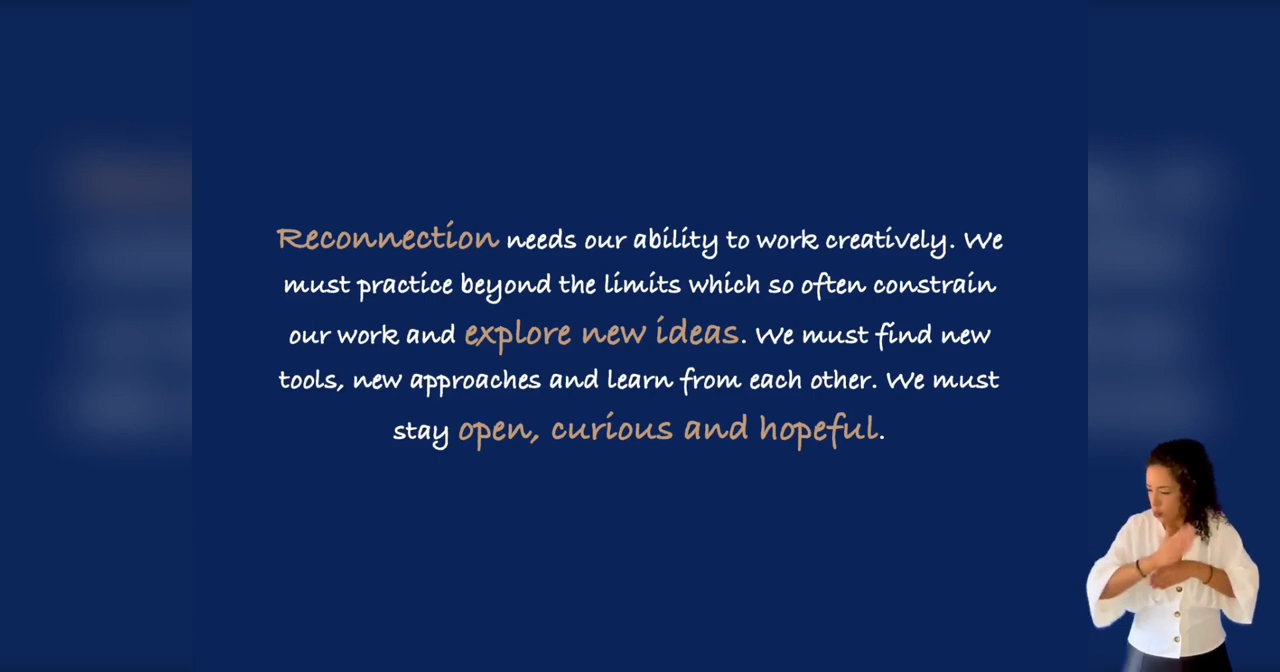 Reconnection needs our ability to work creatively. We
must practice beyond the limits which so often constrain
our work and explore new ideas. We must find new
tools, new approaches and learn from each other. We must
stay open, curious and hopeful.